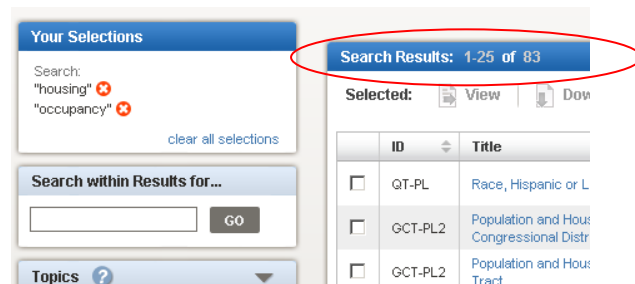 Your Selections
Search:
"housing"
"occupancy"
clear all selections
Search within Results for...
GO
Topics ?
Search Results: 1-25 of 83
Selected: View Dow
ID Title
QT-PL Race, Hispanic or L
GCT-PL2 Population and Hous
Congressional Distr
GCT-PL2 Population and Hous
Tract